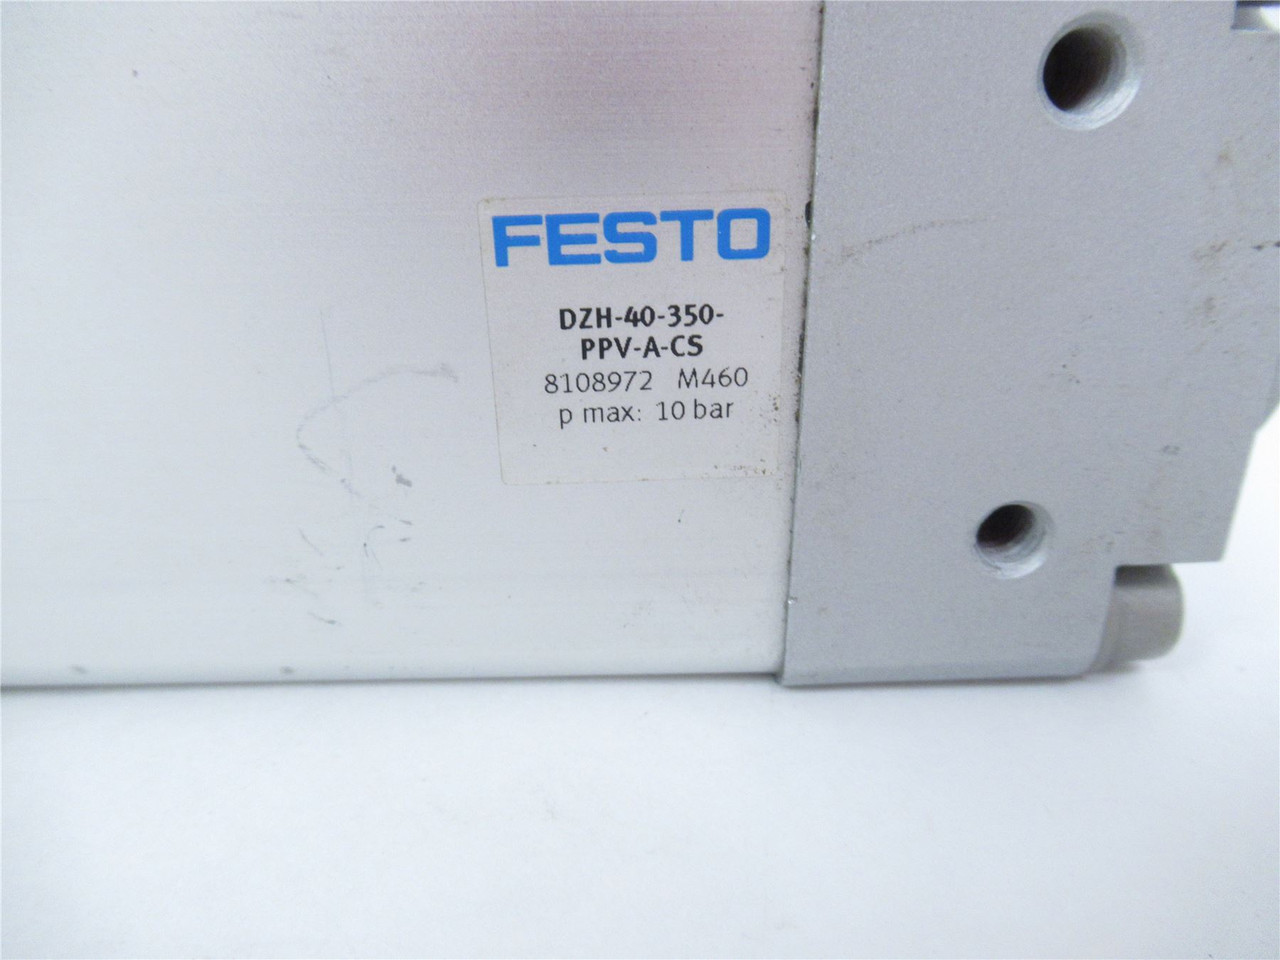 FESTO
DZH-40-350-
PPV-A-CS
8108972 M460
p max: 10 bar